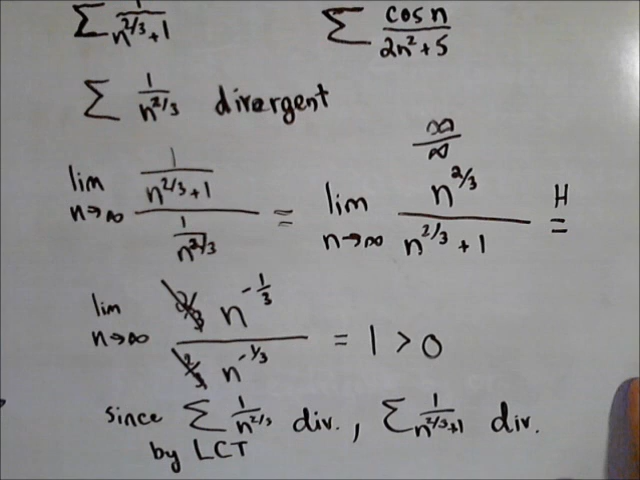 ∑ 1/(n^{2/3}+1)    ∑ cos n/(2n²+5)
∑ 1/n^{2/3} divergent
∞/∞
lim n→∞ (1/(n^{2/3}+1))/(1/n^{2/3}) = lim n→∞ n^{2/3}/(n^{2/3}+1) H=
lim n→∞ (2/3 n^{-1/3})/(2/3 n^{-1/3}) = 1 > 0
since ∑ 1/n^{2/3} div., ∑ 1/(n^{2/3}+1) div.
by LCT